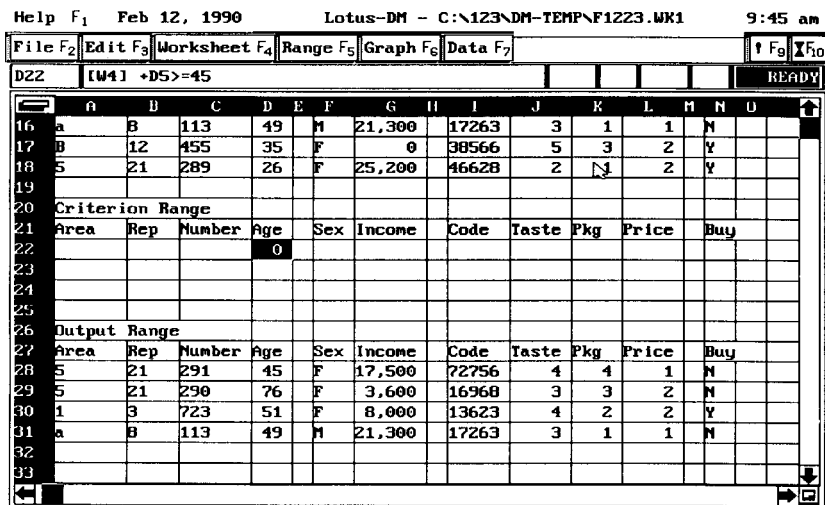 Help F1 Feb 12, 1990 Lotus-DM - C:\123\DM-TEMP\F1223.WK1 9:45 am
File F2 Edit F3 Worksheet F4 Range F5 Graph F6 Data F7 F9 F10
D22 [W4] +D5>=45 READY
A B C D E F G H I J K L M N O
16 a B 113 49 M 21,300 17263 3 1 1 N
17 B 12 455 35 F 0 38566 5 3 2 Y
18 5 21 289 26 F 25,200 46628 2 1 2 Y
19
20 Criterion Range
21 Area Rep Number Age Sex Income Code Taste Pkg Price Buy
22 0
23
24
25
26 Output Range
27 Area Rep Number Age Sex Income Code Taste Pkg Price Buy
28 5 21 291 45 F 17,500 72756 4 4 1 N
29 5 21 290 76 F 3,600 16968 3 3 2 N
30 1 3 723 51 F 8,000 13623 4 2 2 Y
31 a B 113 49 M 21,300 17263 3 1 1 N
32
33